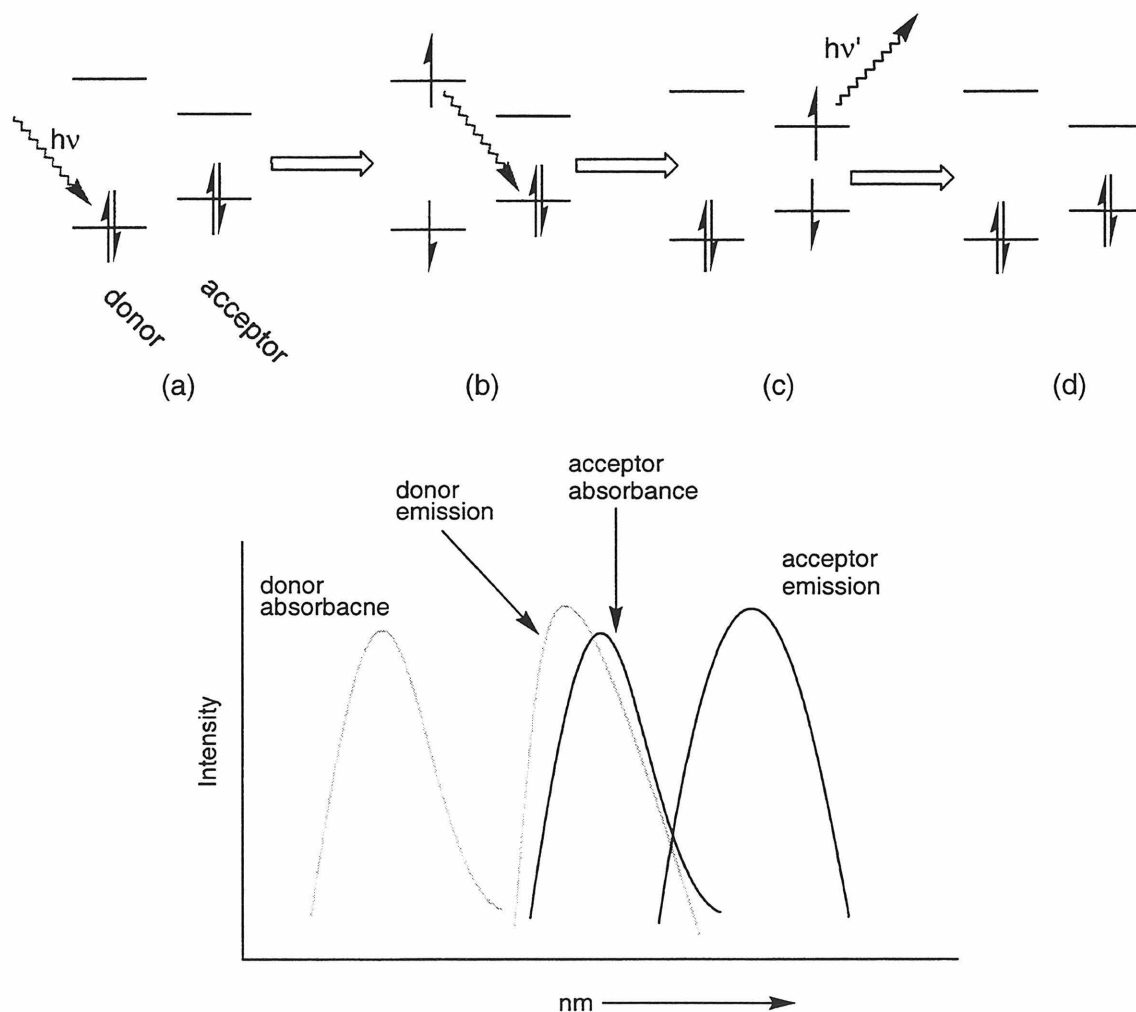 hν
hν'
donor
acceptor
(a)
(b)
(c)
(d)
donor
emission
acceptor
absorbance
donor
absorbacne
acceptor
emission
Intensity
nm